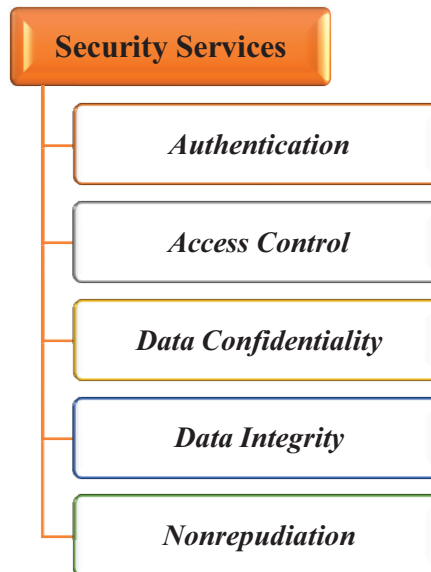 Security Services
Authentication
Access Control
Data Confidentiality
Data Integrity
Nonrepudiation